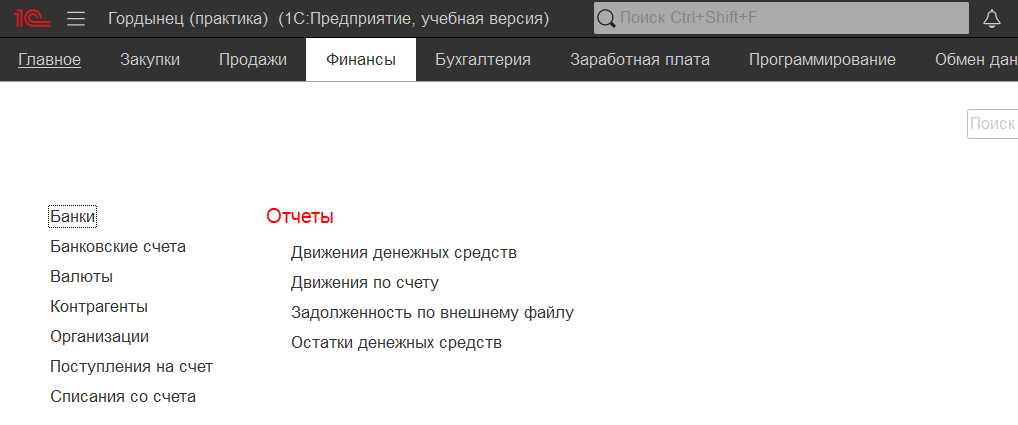 1С Гордынец (практика) (1С:Предприятие, учебная версия) Поиск Ctrl+Shift+F
Главное Закупки Продажи Финансы Бухгалтерия Заработная плата Программирование Обмен дан
Поиск
Банки
Банковские счета
Валюты
Контрагенты
Организации
Поступления на счет
Списания со счета
Отчеты
Движения денежных средств
Движения по счету
Задолженность по внешнему файлу
Остатки денежных средств